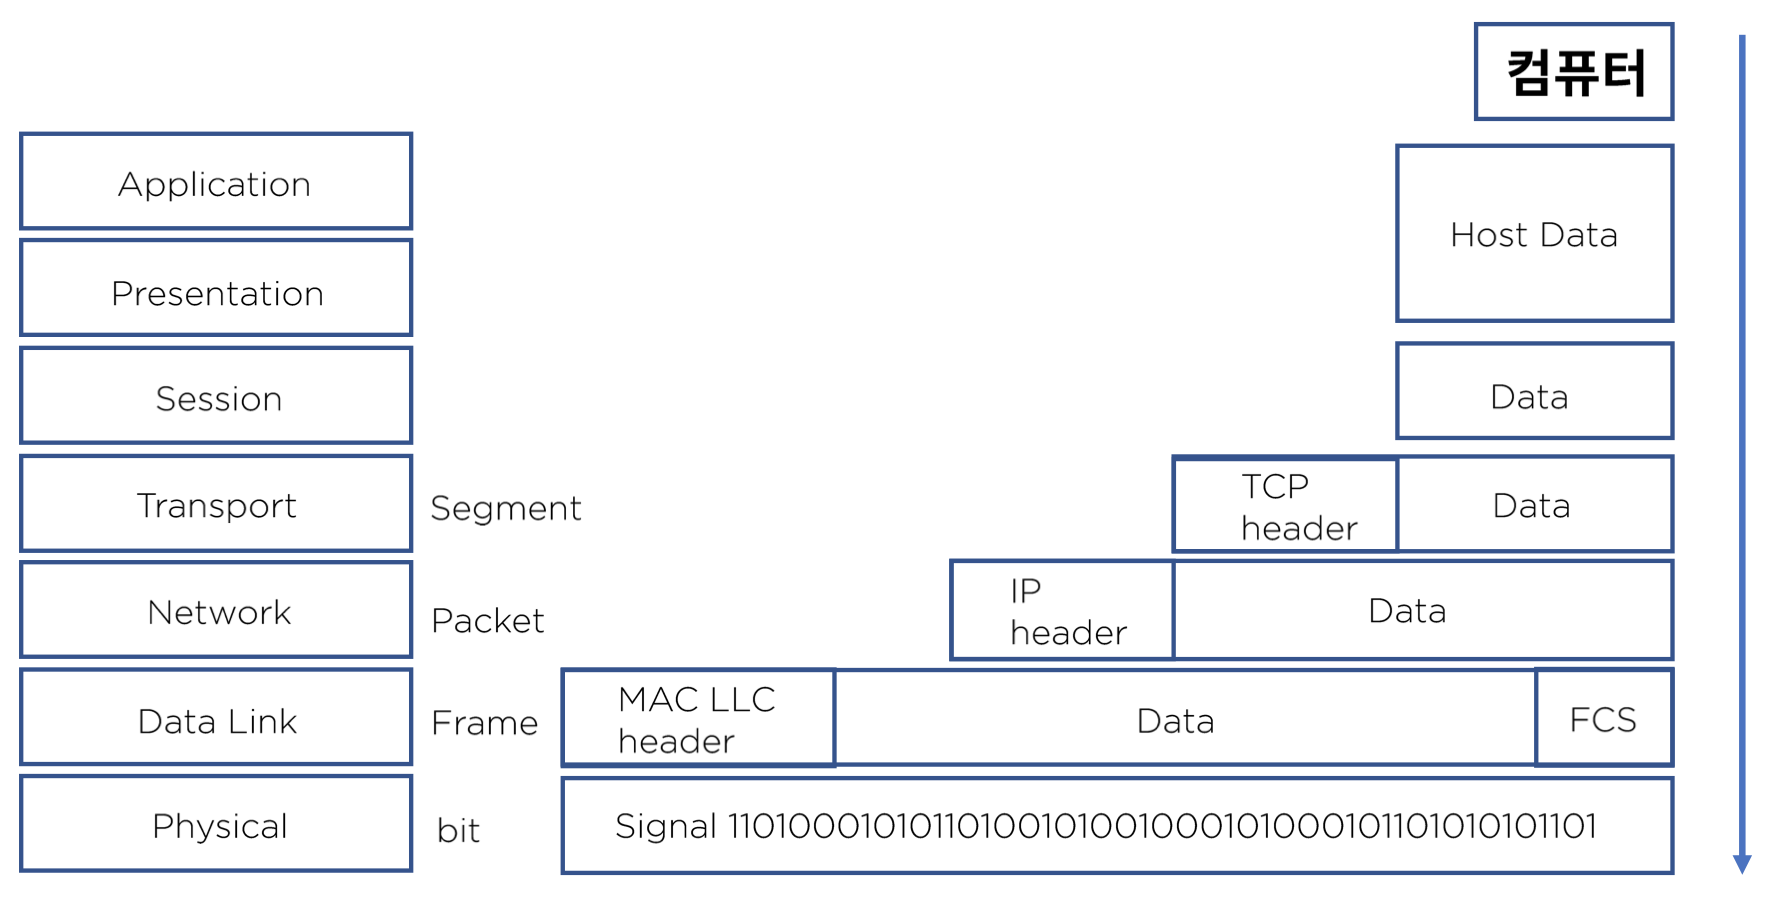 컴퓨터
Application
Host Data
Presentation
Session
Data
Transport
Segment
TCP
header
Data
Network
Packet
IP
header
Data
Data Link
Frame
MAC LLC
header
Data
FCS
Physical
bit
Signal 11010001010110100101001000101000101101010101101